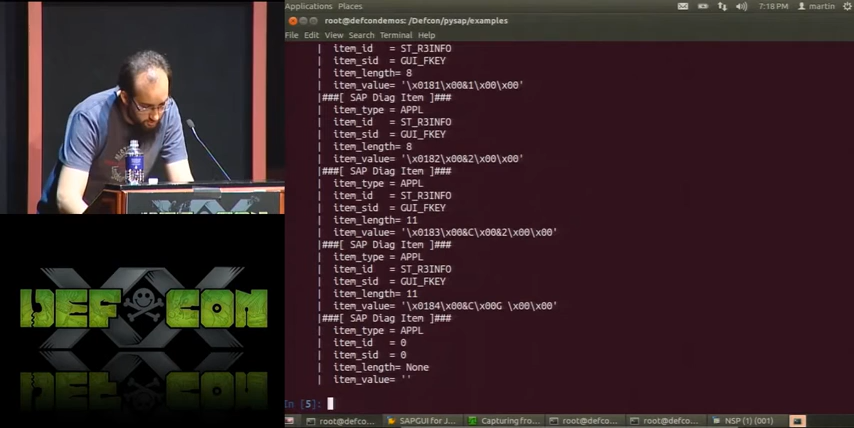 Applications Places
7:18 PM martin
root@defcondemos: /Defcon/pysap/examples
File Edit View Search Terminal Help
| item_id = ST_R3INFO
| item_sid = GUI_FKEY
| item_length= 8
| item_value= '\x0181\x00&1\x00\x00'
|###[ SAP Diag Item ]###
| item_type = APPL
| item_id = ST_R3INFO
| item_sid = GUI_FKEY
| item_length= 8
| item_value= '\x0182\x00&2\x00\x00'
|###[ SAP Diag Item ]###
| item_type = APPL
| item_id = ST_R3INFO
| item_sid = GUI_FKEY
| item_length= 11
| item_value= '\x0183\x00&C\x00&2\x00\x00'
|###[ SAP Diag Item ]###
| item_type = APPL
| item_id = ST_R3INFO
| item_sid = GUI_FKEY
| item_length= 11
| item_value= '\x0184\x00&C\x00G \x00\x00'
|###[ SAP Diag Item ]###
| item_type = APPL
| item_id = 0
| item_sid = 0
| item_length= None
| item_value= ''
In [5]:
root@defco...
SAPGUI for J...
Capturing fro...
root@defco...
root@defco...
NSP (1) (001)
DEF CON
XX